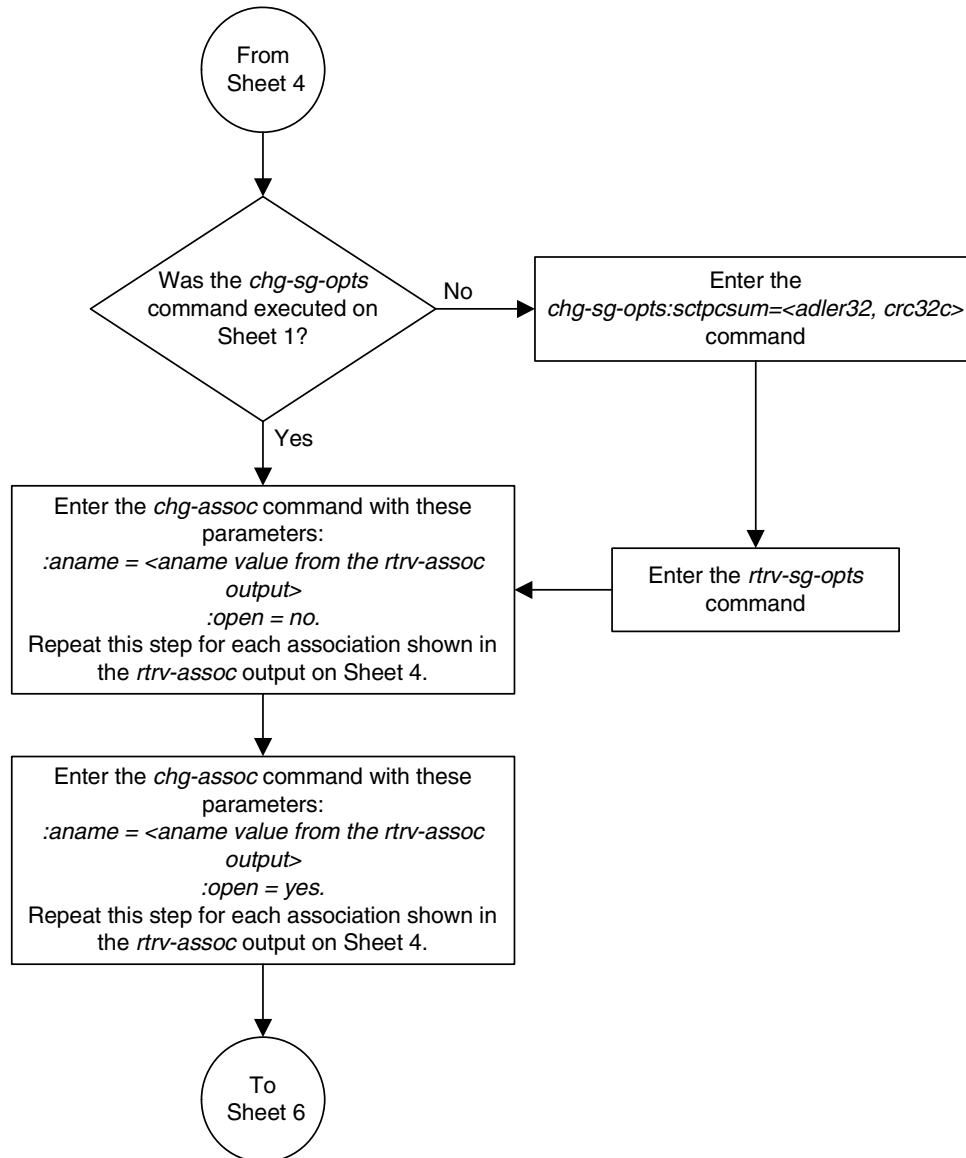 From
Sheet 4
Was the chg-sg-opts
command executed on
Sheet 1?
No
Enter the
chg-sg-opts:sctpcsum=<adler32, crc32c>
command
Yes
Enter the rtrv-sg-opts
command
Enter the chg-assoc command with these
parameters:
:aname = <aname value from the rtrv-assoc
output>
:open = no.
Repeat this step for each association shown in
the rtrv-assoc output on Sheet 4.
Enter the chg-assoc command with these
parameters:
:aname = <aname value from the rtrv-assoc
output>
:open = yes.
Repeat this step for each association shown in
the rtrv-assoc output on Sheet 4.
To
Sheet 6